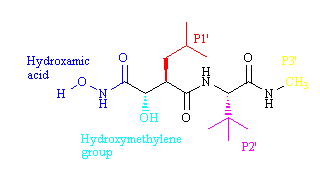 P1'
Hydroxamic
acid
O
O
P3'
H
O
N
H
H
N
N
H
CH3
OH
O
Hydroxymethylene
group
P2'